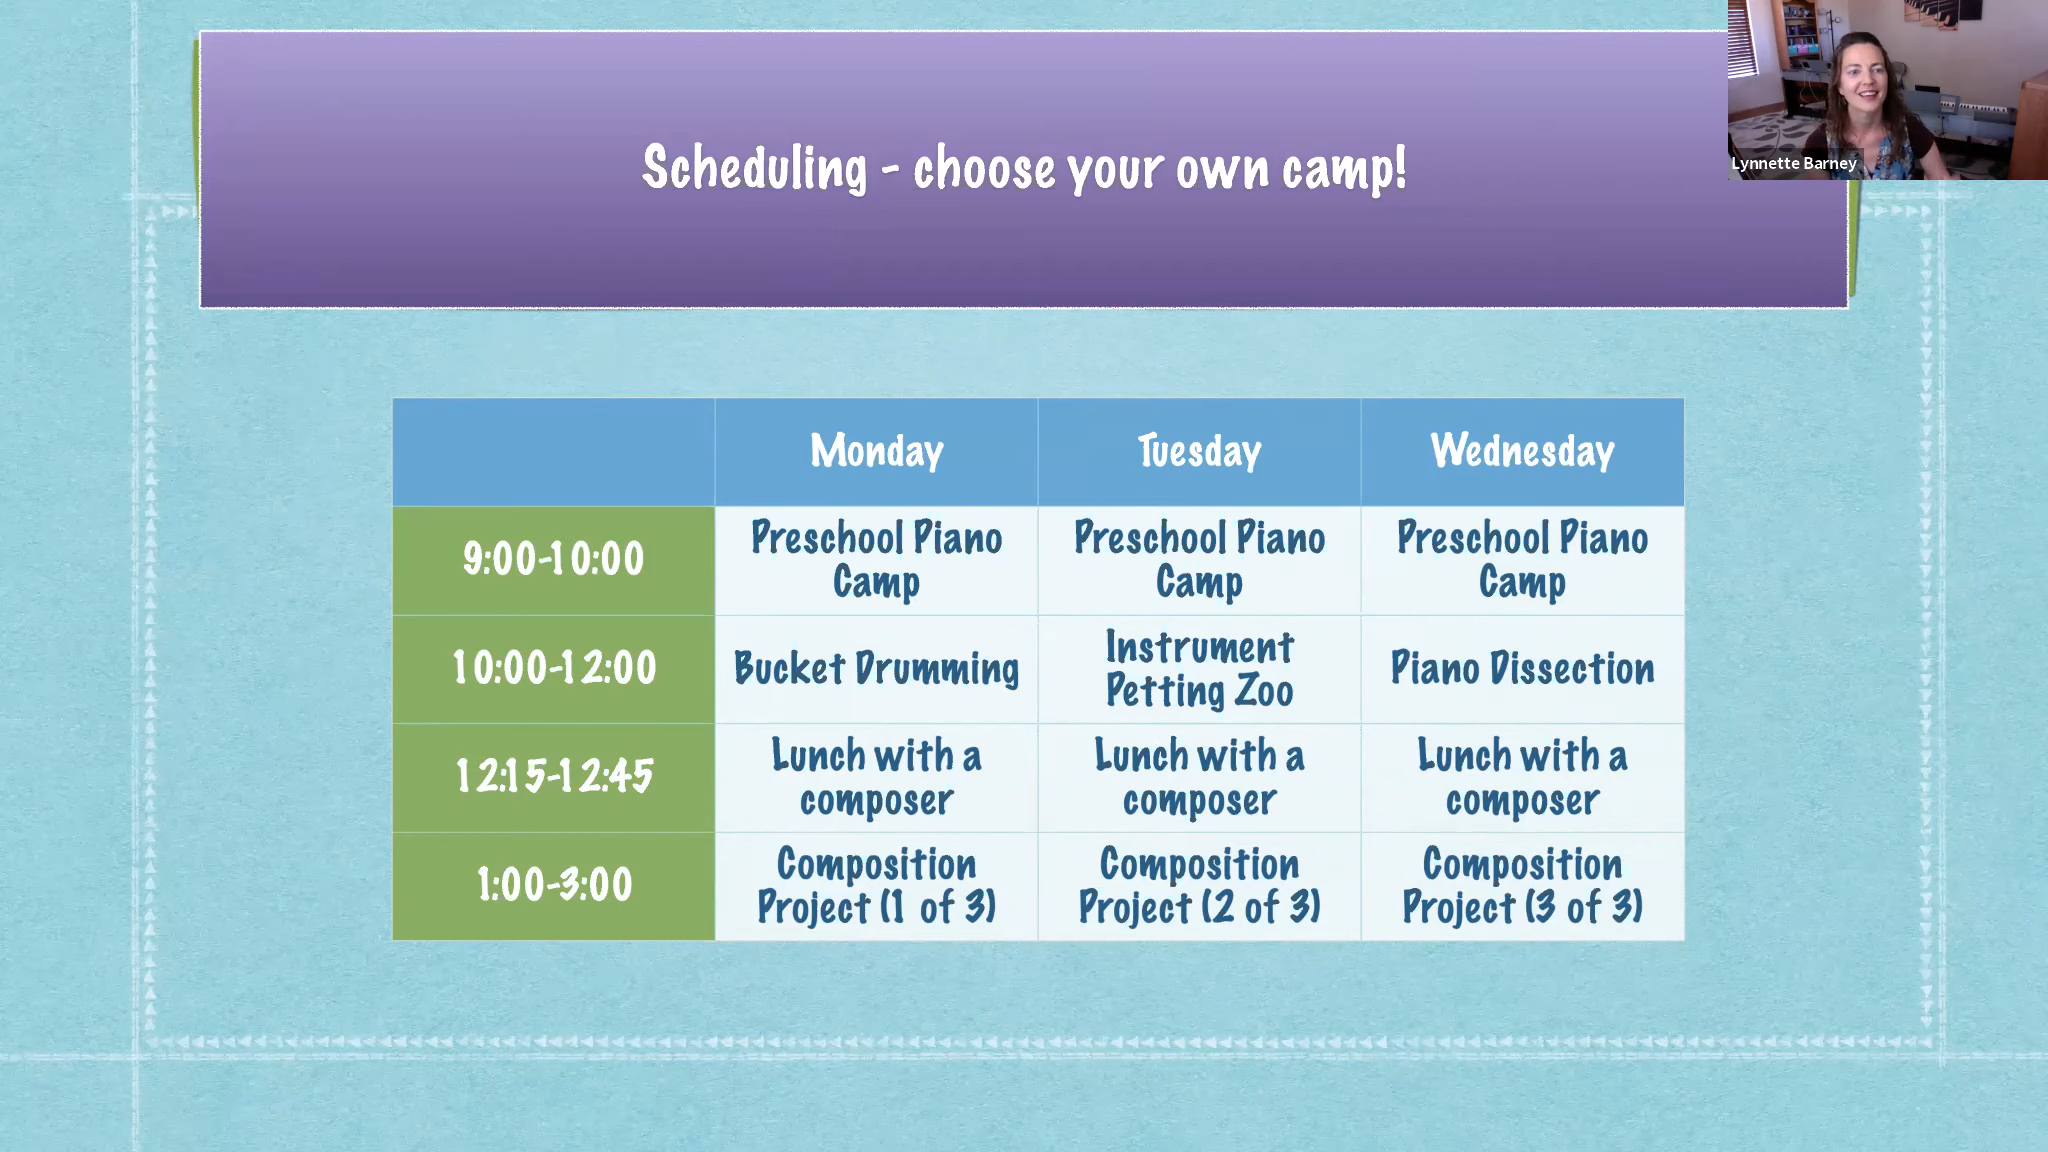 Scheduling - choose your own camp!
Lynnette Barney
Monday Tuesday Wednesday
9:00-10:00 Preschool Piano Camp Preschool Piano Camp Preschool Piano Camp
10:00-12:00 Bucket Drumming Instrument Petting Zoo Piano Dissection
12:15-12:45 Lunch with a composer Lunch with a composer Lunch with a composer
1:00-3:00 Composition Project (1 of 3) Composition Project (2 of 3) Composition Project (3 of 3)